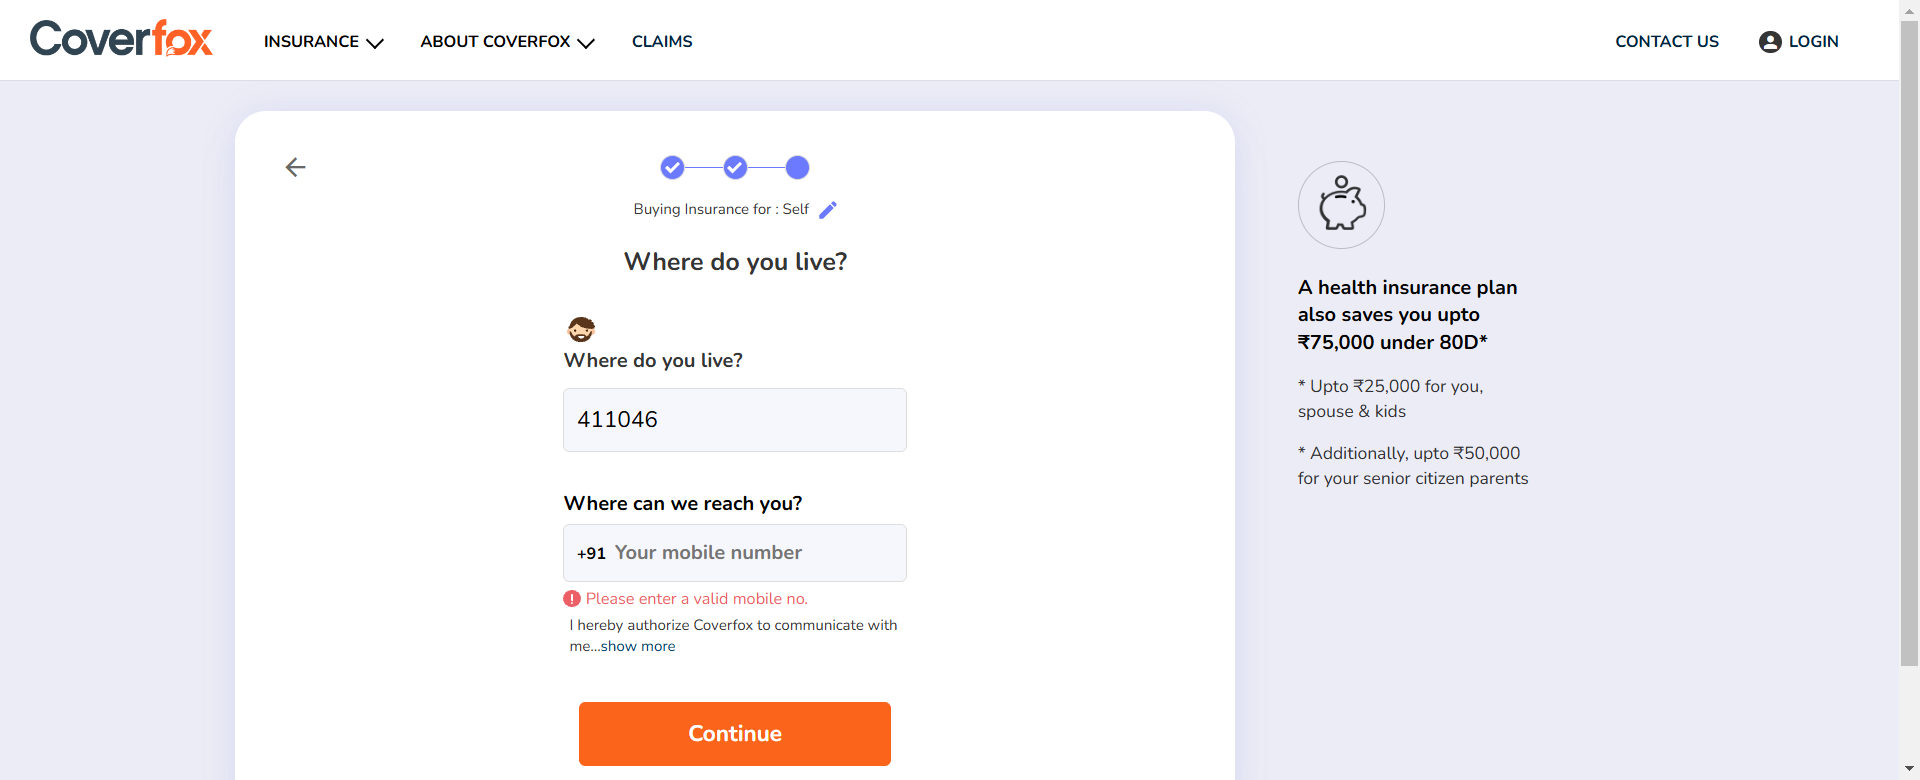 Coverfox
INSURANCE
ABOUT COVERFOX
CLAIMS
CONTACT US
LOGIN
Buying Insurance for : Self
Where do you live?
Where do you live?
411046
Where can we reach you?
+91 Your mobile number
Please enter a valid mobile no.
I hereby authorize Coverfox to communicate with
me...show more
Continue
A health insurance plan
also saves you upto
₹75,000 under 80D*
* Upto ₹25,000 for you,
spouse & kids
* Additionally, upto ₹50,000
for your senior citizen parents